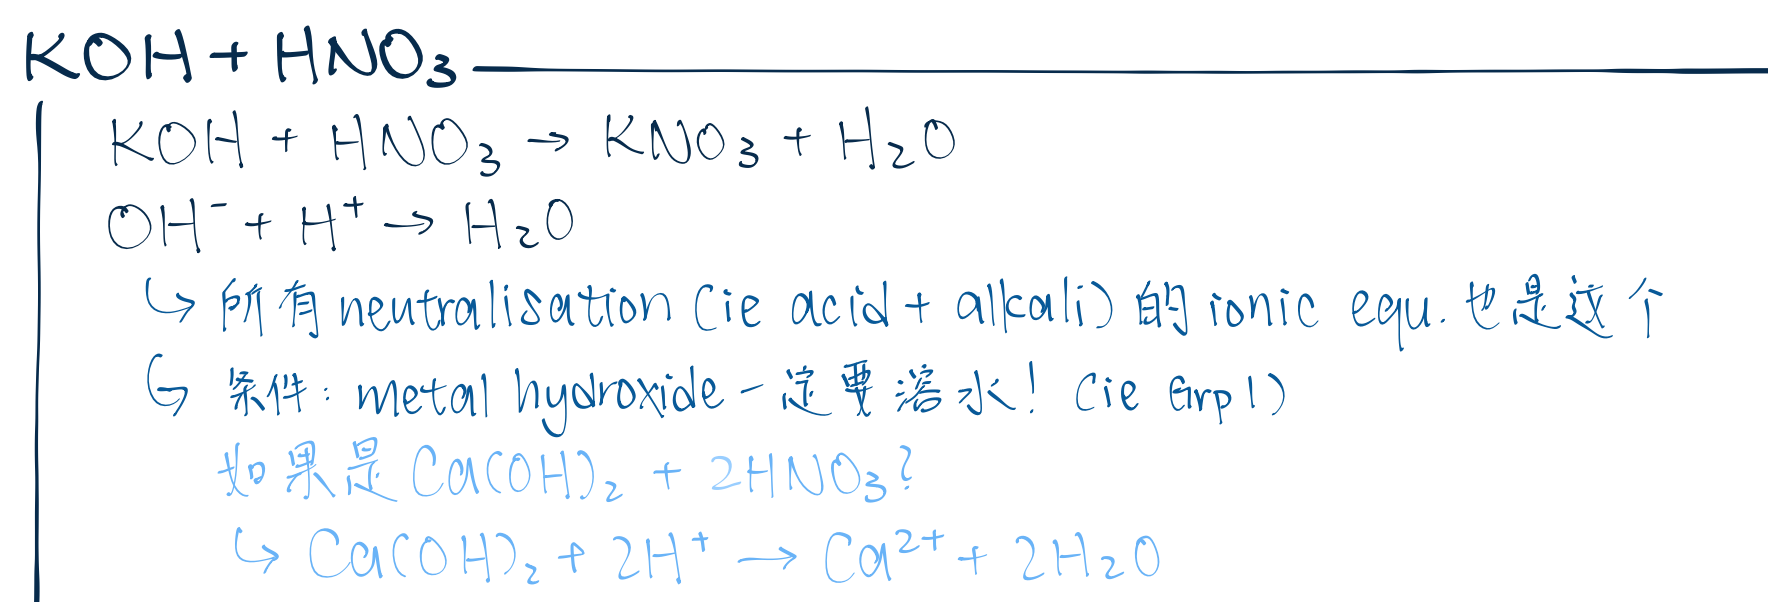 KOH + HNO₃
KOH + HNO₃ → KNO₃ + H₂O
OH⁻ + H⁺ → H₂O
↳ 所有 neutralisation (ie acid + alkali) 的 ionic equ. 也是这个
↳ 条件: metal hydroxide 一定要溶水! (ie Grp 1)
如果是 Ca(OH)₂ + 2HNO₃?
↳ Ca(OH)₂ + 2H⁺ → Ca²⁺ + 2H₂O